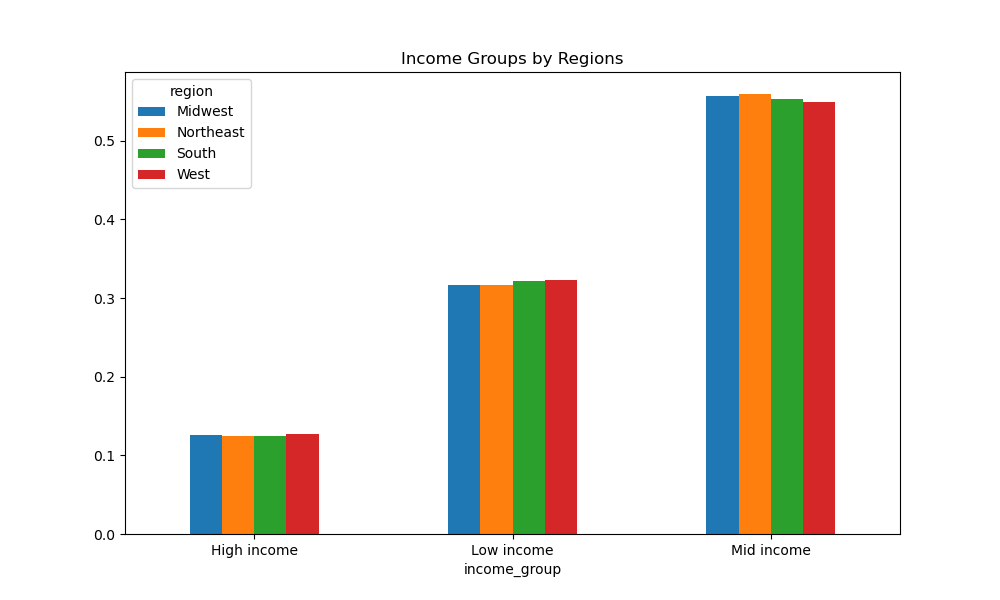 Income Groups by Regions
region
Midwest
Northeast
South
West
0.5
0.4
0.3
0.2
0.1
0.0
High income Low income Mid income
income_group